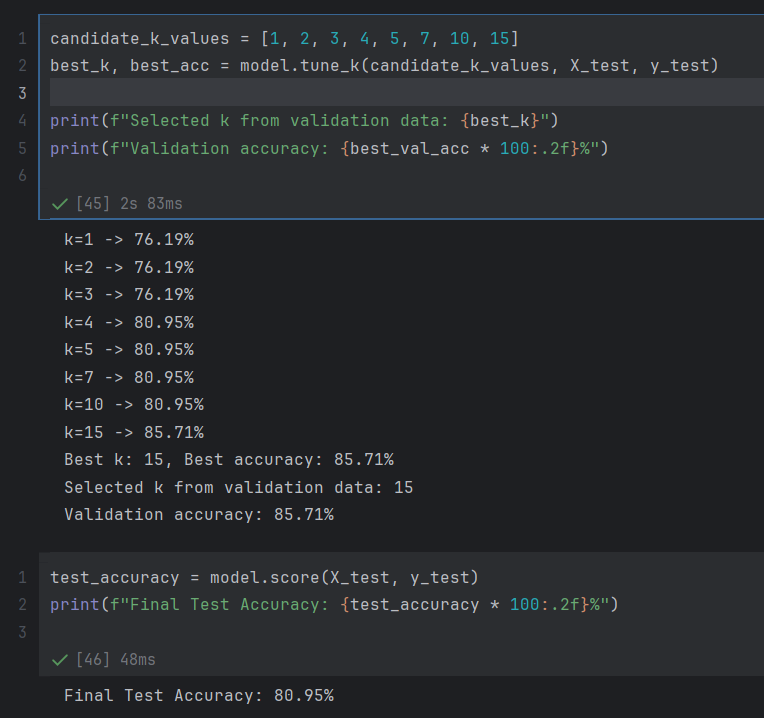 1 candidate_k_values = [1, 2, 3, 4, 5, 7, 10, 15]
2 best_k, best_acc = model.tune_k(candidate_k_values, X_test, y_test)
3
4 print(f"Selected k from validation data: {best_k}")
5 print(f"Validation accuracy: {best_val_acc * 100:.2f}%")
6
[45] 2s 83ms
k=1 -> 76.19%
k=2 -> 76.19%
k=3 -> 76.19%
k=4 -> 80.95%
k=5 -> 80.95%
k=7 -> 80.95%
k=10 -> 80.95%
k=15 -> 85.71%
Best k: 15, Best accuracy: 85.71%
Selected k from validation data: 15
Validation accuracy: 85.71%
1 test_accuracy = model.score(X_test, y_test)
2 print(f"Final Test Accuracy: {test_accuracy * 100:.2f}%")
3
[46] 48ms
Final Test Accuracy: 80.95%